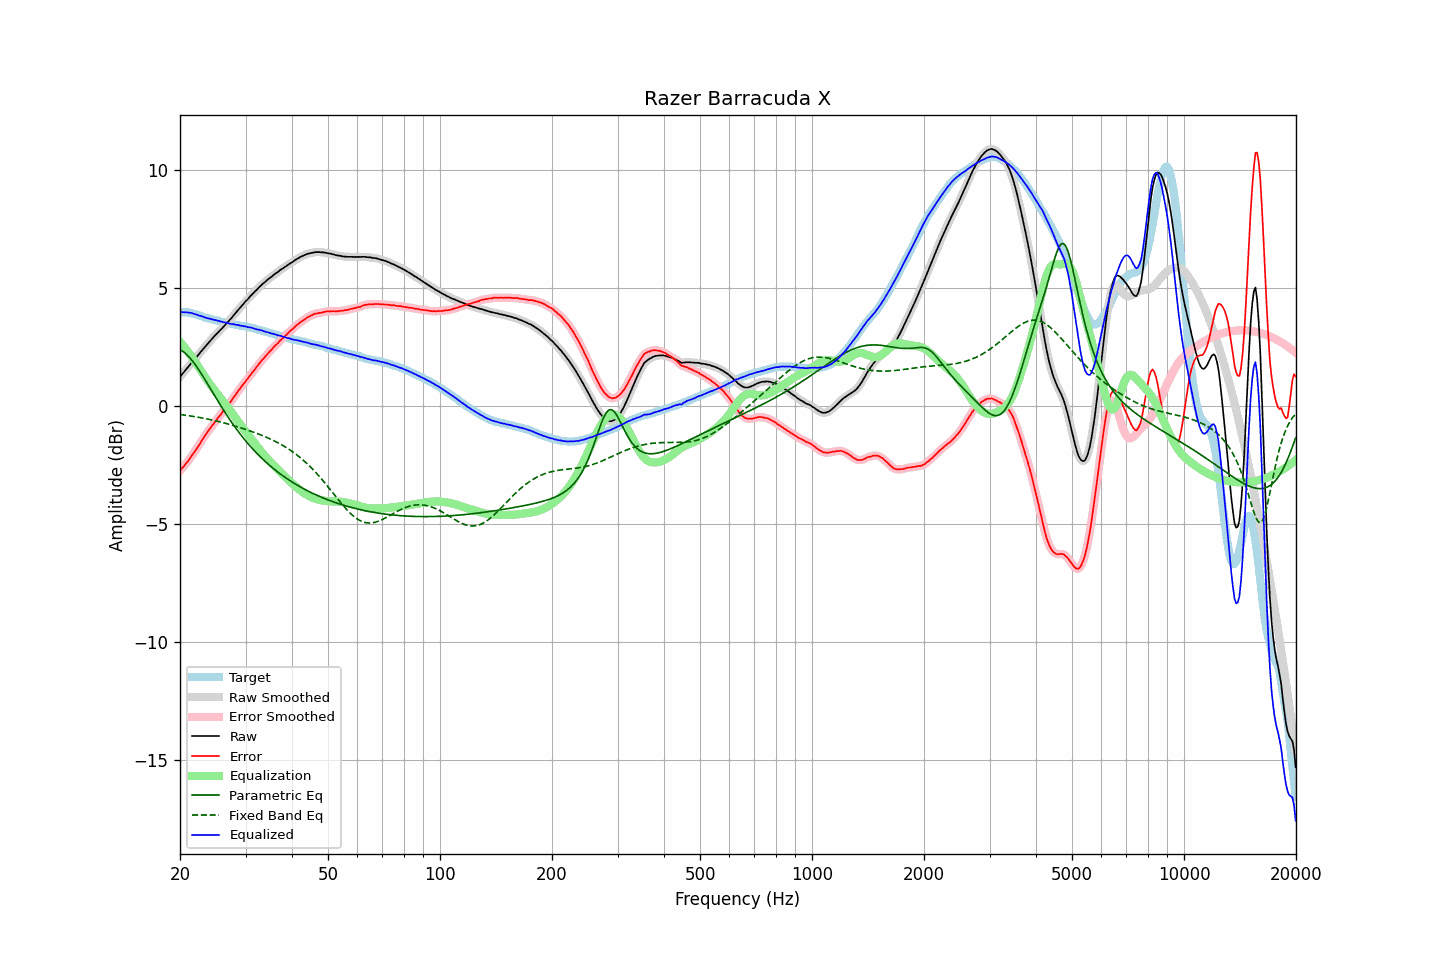 Razer Barracuda X
Amplitude (dBr)
10
5
0
−5
−10
−15
Target
Raw Smoothed
Error Smoothed
Raw
Error
Equalization
Parametric Eq
Fixed Band Eq
Equalized
20 50 100 200 500 1000 2000 5000 10000 20000
Frequency (Hz)